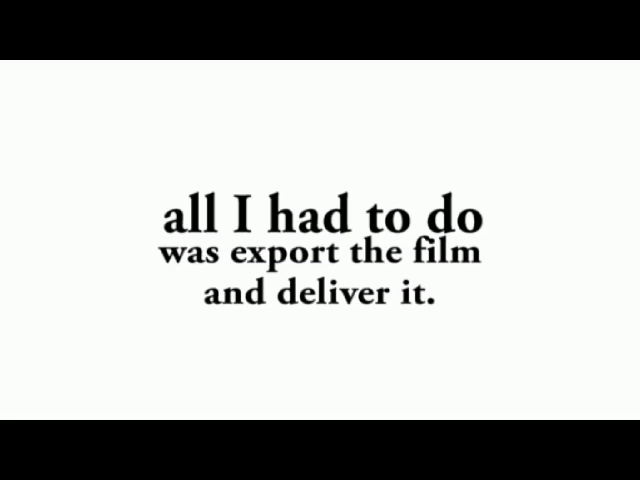 all I had to do
was export the film
and deliver it.